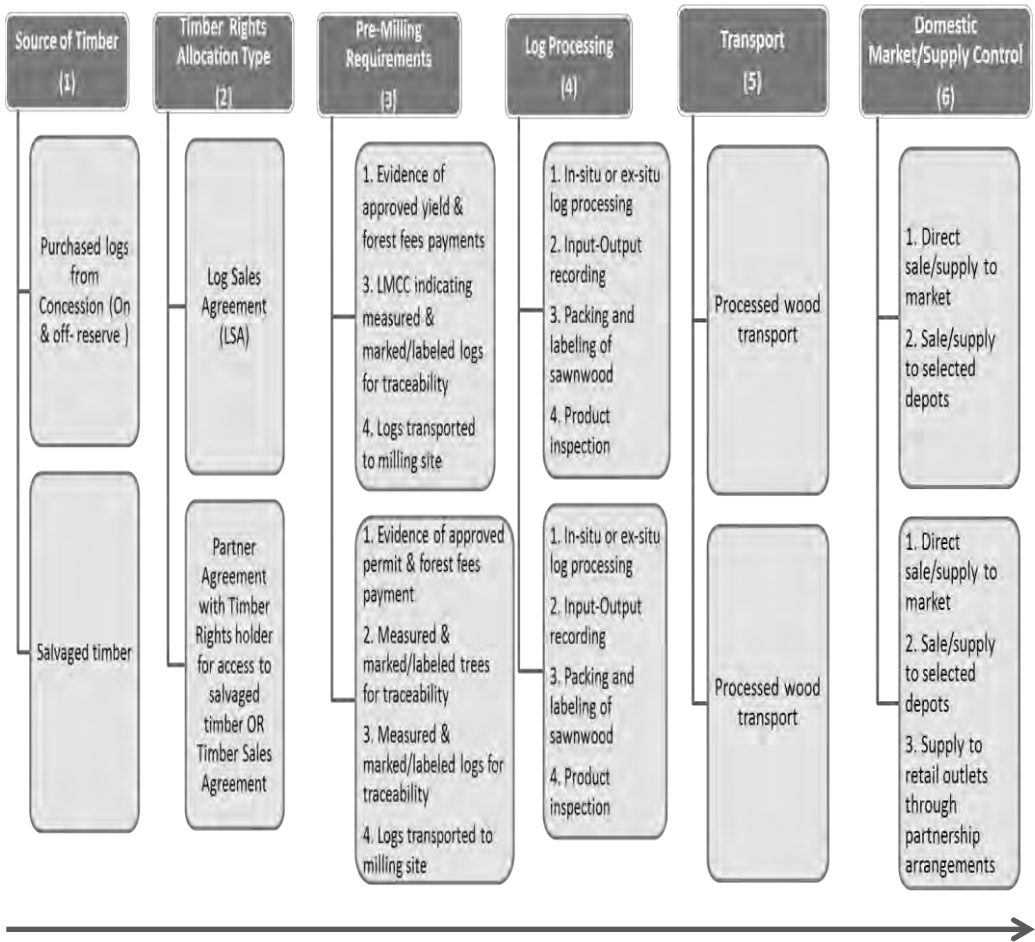 Source of Timber
(1)
Purchased logs
from
Concession (On
& off- reserve )
Salvaged timber
Timber Rights
Allocation Type
(2)
Log Sales
Agreement
(LSA)
Partner
Agreement
with Timber
Rights holder
for access to
salvaged
timber OR
Timber Sales
Agreement
Pre-Milling
Requirements
(3)
1. Evidence of
approved yield &
forest fees payments
3. LMCC indicating
measured &
marked/labeled logs
for traceability
4. Logs transported
to milling site
1. Evidence of approved
permit & forest fees
payment
2. Measured &
marked/labeled trees
for traceability
3. Measured &
marked/labeled logs for
traceability
4. Logs transported to
milling site
Log Processing
(4)
1. In-situ or ex-situ
log processing
2. Input-Output
recording
3. Packing and
labeling of
sawnwood
4. Product
inspection
1. In-situ or ex-situ
log processing
2. Input-Output
recording
3. Packing and
labeling of
sawnwood
4. Product
inspection
Transport
(5)
Processed wood
transport
Processed wood
transport
Domestic
Market/Supply Control
(6)
1. Direct
sale/supply to
market
2. Sale/supply
to selected
depots
1. Direct
sale/supply to
market
2. Sale/supply
to selected
depots
3. Supply to
retail outlets
through
partnership
arrangements